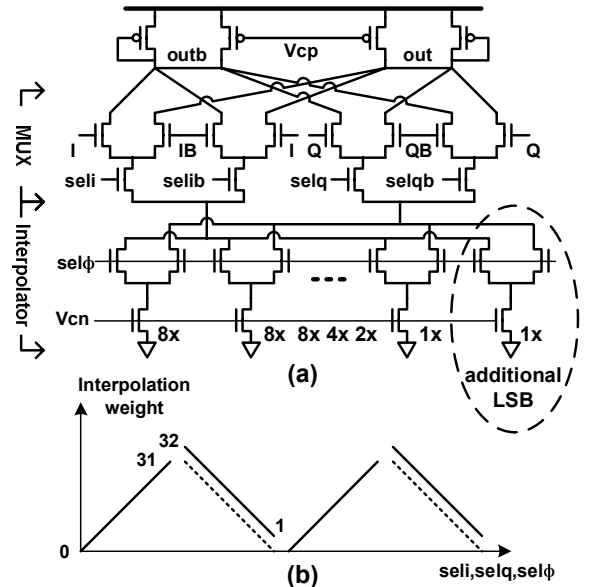 outb Vcp out
MUX
I IB I Q QB Q
seli selib selq selqb
Interpolator
selϕ
Vcn 8x 8x 8x 4x 2x 1x 1x
(a)
additional
LSB
Interpolation
weight
32
31
1
0
seli,selq,selϕ
(b)